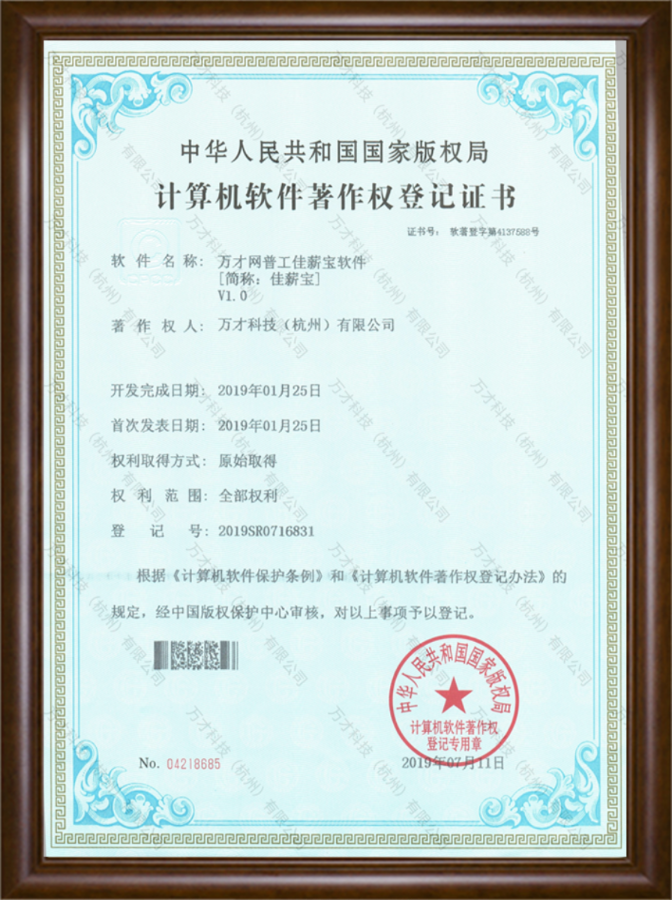 中华人民共和国国家版权局
计算机软件著作权登记证书
证书号： 软著登字第4137588号
软件名称： 万才网普工佳薪宝软件
[简称：佳薪宝]
V1.0
著作权人： 万才科技（杭州）有限公司
开发完成日期： 2019年01月25日
首次发表日期： 2019年01月25日
权利取得方式： 原始取得
权利范围： 全部权利
登记号： 2019SR0716831
根据《计算机软件保护条例》和《计算机软件著作权登记办法》的
规定，经中国版权保护中心审核，对以上事项予以登记。
中华人民共和国国家版权局
计算机软件著作权
登记专用章
No. 04218685
2019年07月11日
万才科技（杭州）有限公司